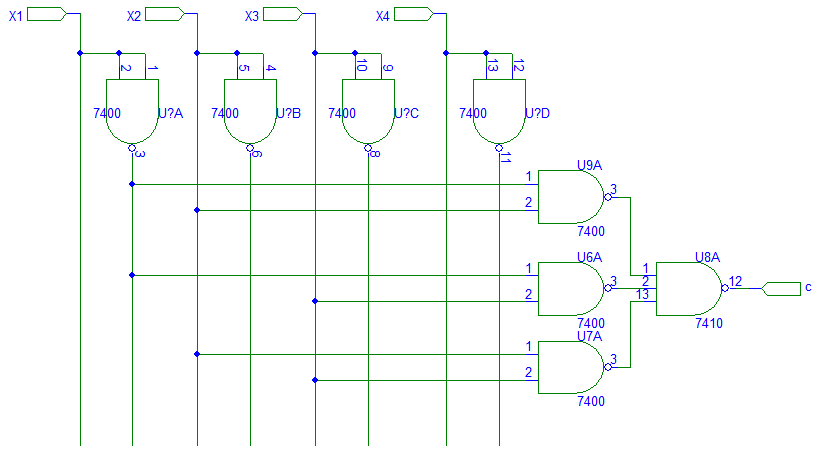 X1 X2 X3 X4
2 1 5 4 10 9 13 12
7400 U?A 7400 U?B 7400 U?C 7400 U?D
3 6 8 11
U9A
1 3
2
7400
U6A U8A
1 3 1 12 c
2 2
13
7400 7410
U7A
1 3
2
7400